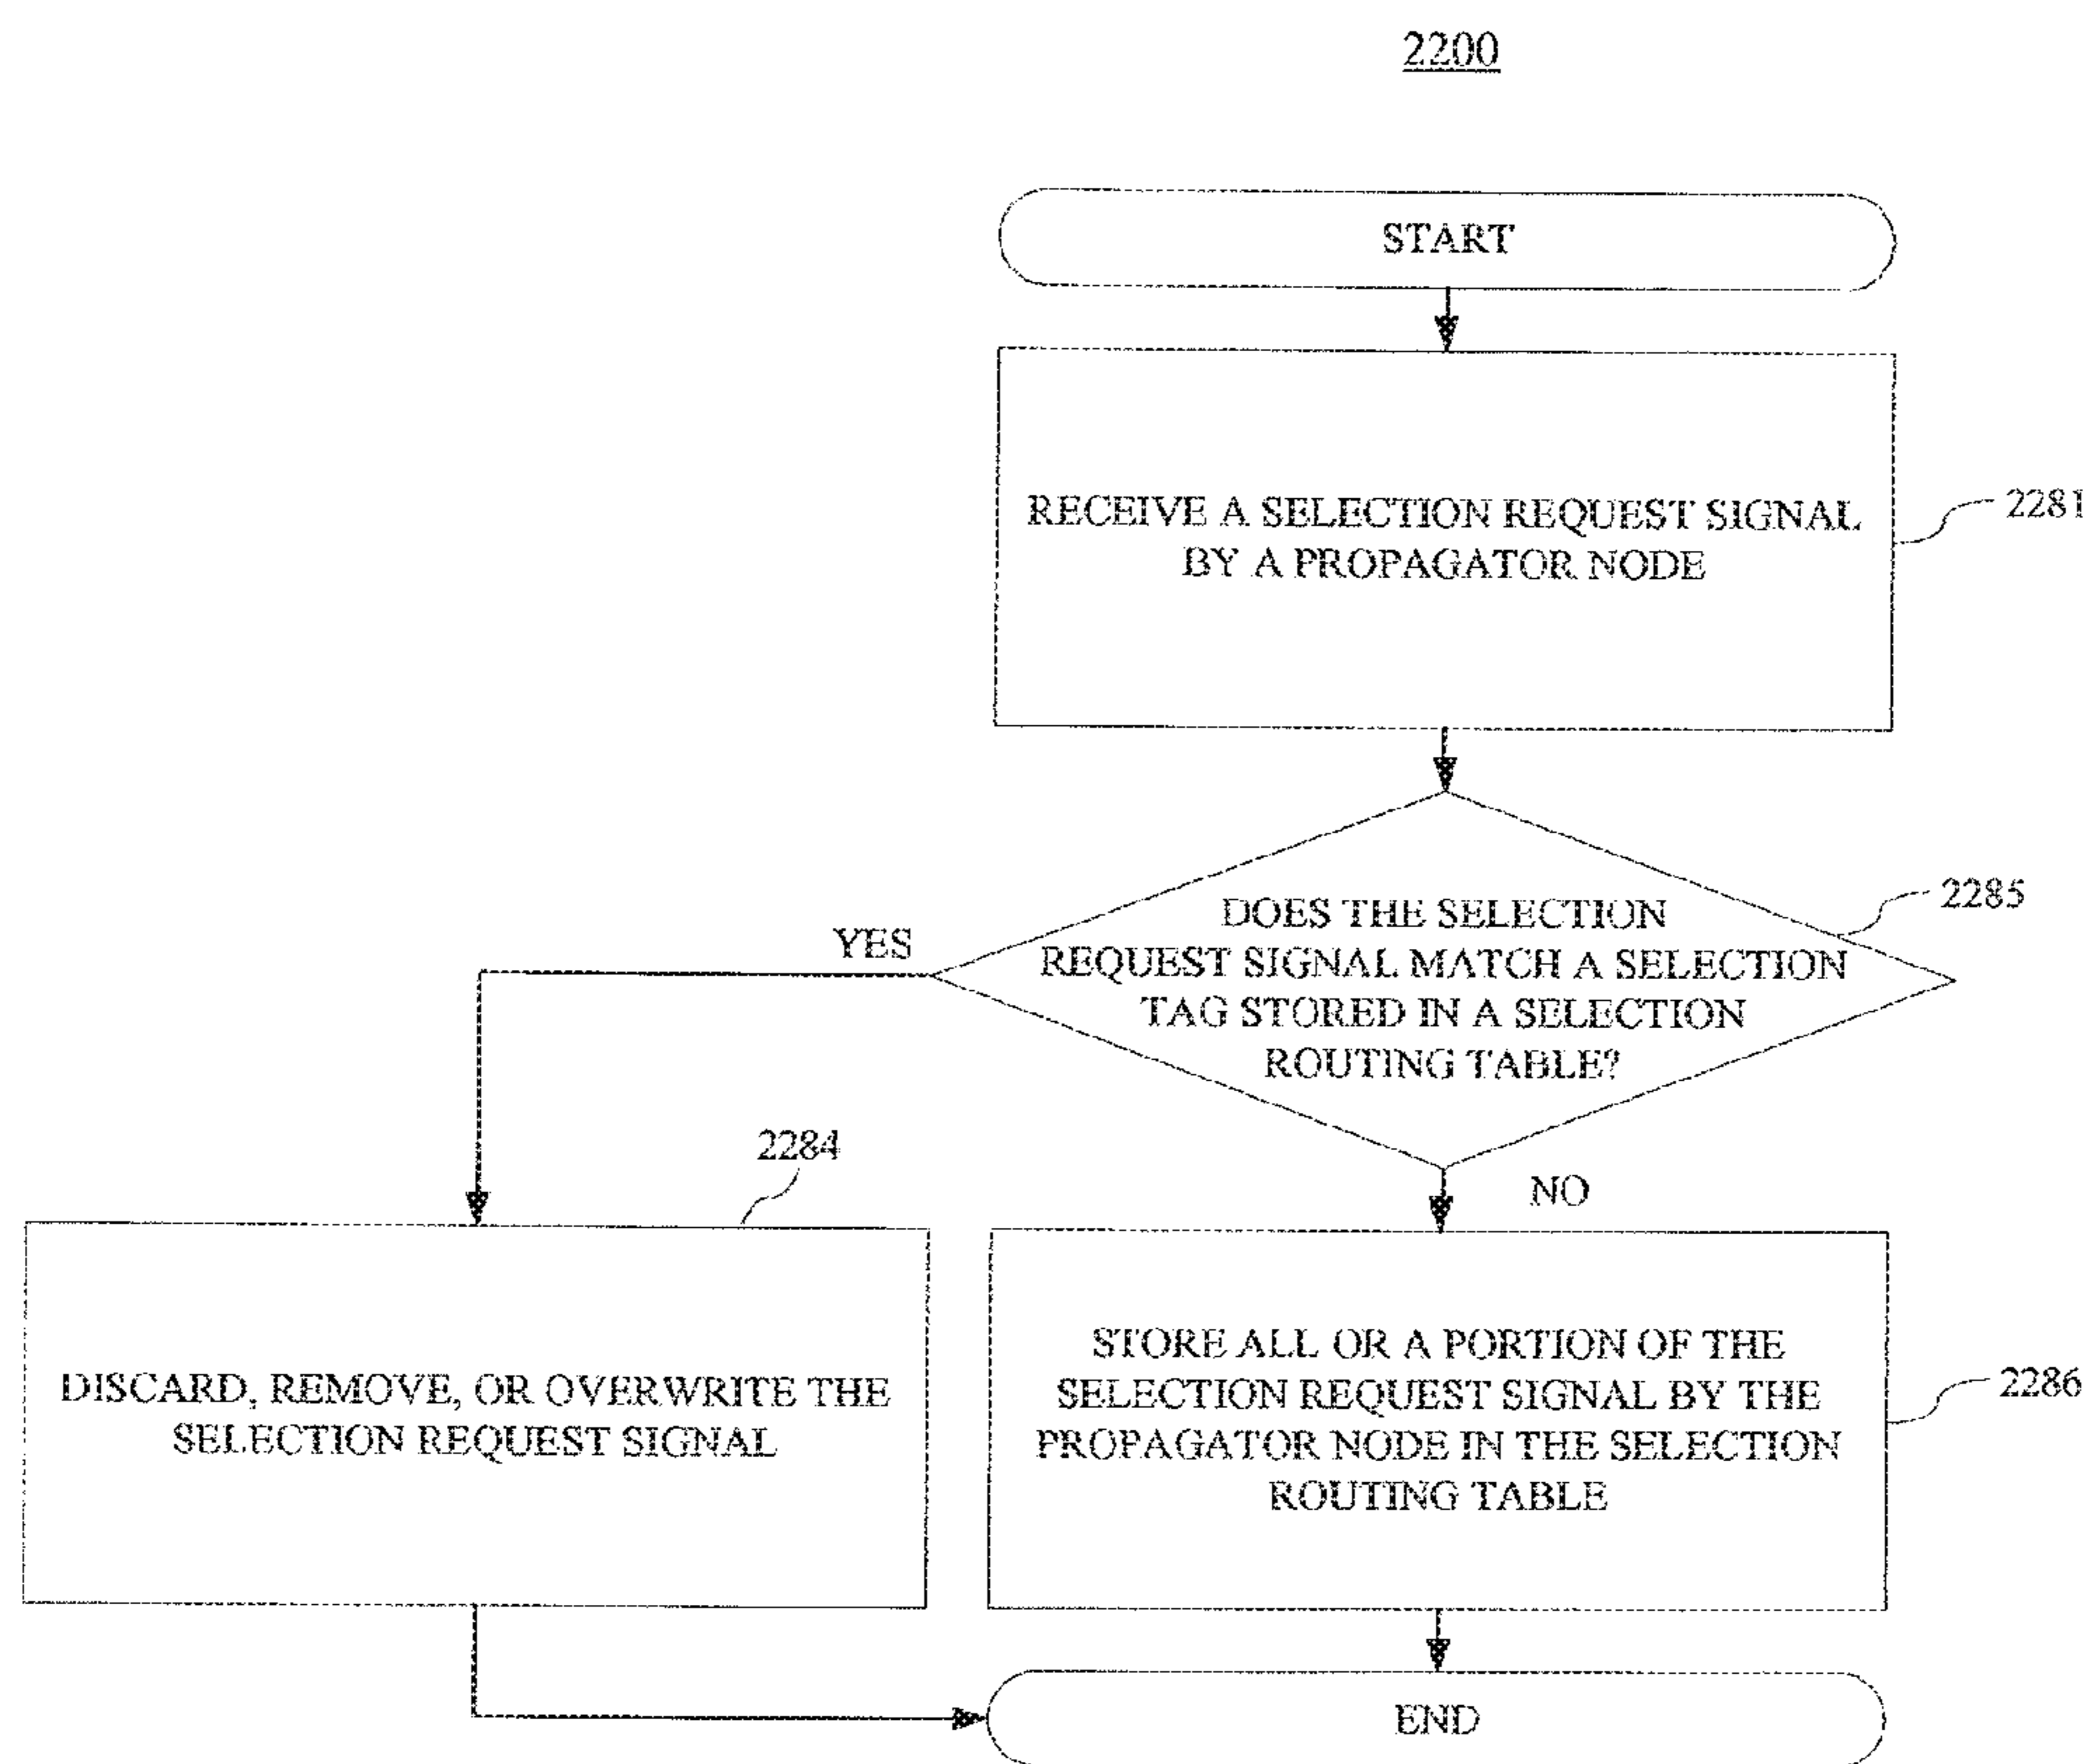 2200
START
RECEIVE A SELECTION REQUEST SIGNAL
BY A PROPAGATOR NODE
2281
DOES THE SELECTION
REQUEST SIGNAL MATCH A SELECTION
TAG STORED IN A SELECTION
ROUTING TABLE?
2285
YES
NO
2284
DISCARD, REMOVE, OR OVERWRITE THE
SELECTION REQUEST SIGNAL
STORE ALL OR A PORTION OF THE
SELECTION REQUEST SIGNAL BY THE
PROPAGATOR NODE IN THE SELECTION
ROUTING TABLE
2286
END